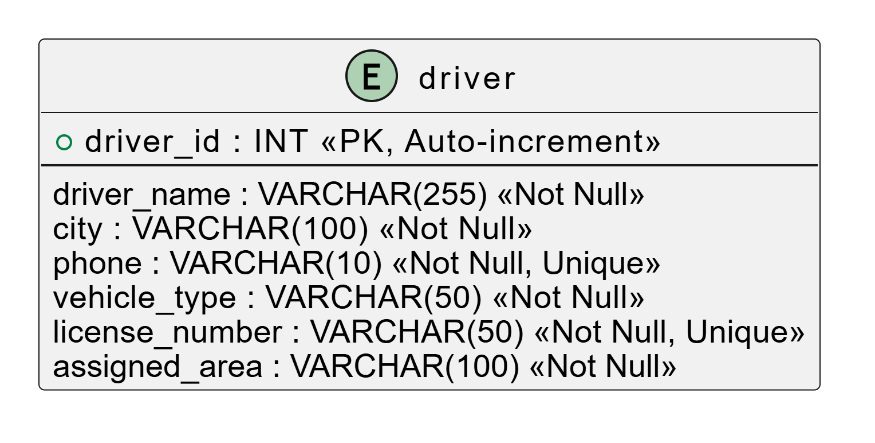 E driver
driver_id : INT «PK, Auto-increment»
driver_name : VARCHAR(255) «Not Null»
city : VARCHAR(100) «Not Null»
phone : VARCHAR(10) «Not Null, Unique»
vehicle_type : VARCHAR(50) «Not Null»
license_number : VARCHAR(50) «Not Null, Unique»
assigned_area : VARCHAR(100) «Not Null»